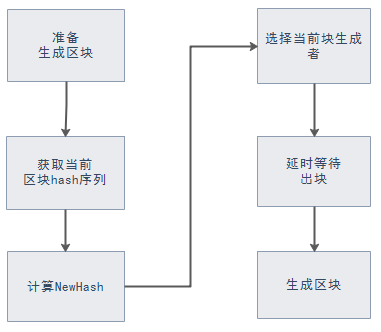 准备
生成区块
获取当前
区块hash序列
计算NewHash
选择当前块生成
者
延时等待
出块
生成区块